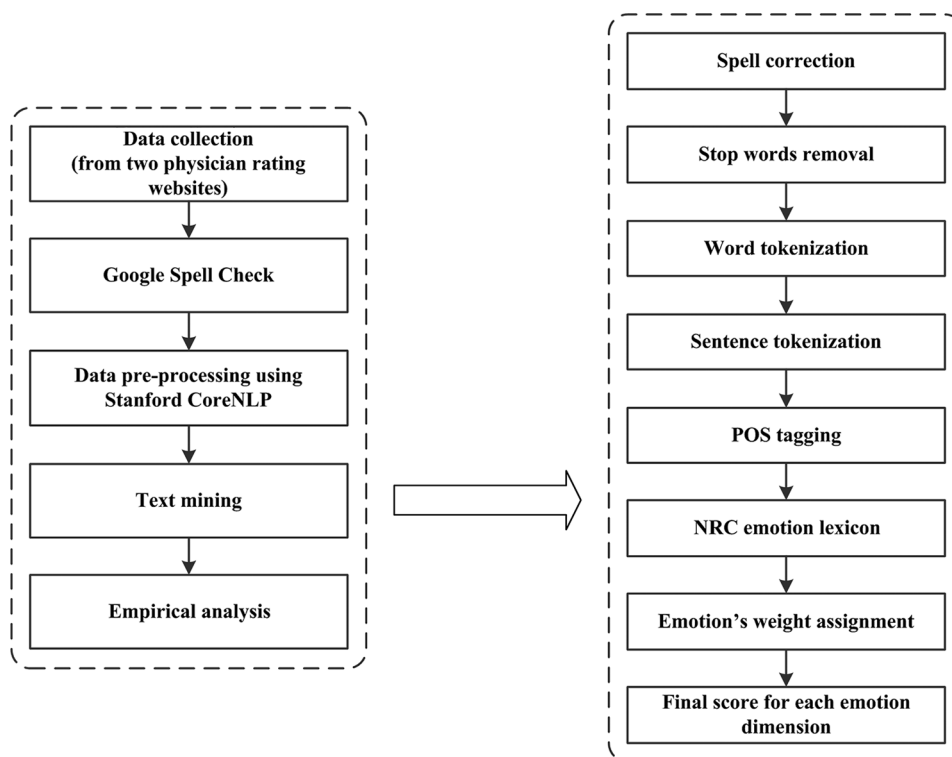 Data collection
(from two physician rating
websites)
Google Spell Check
Data pre-processing using
Stanford CoreNLP
Text mining
Empirical analysis
Spell correction
Stop words removal
Word tokenization
Sentence tokenization
POS tagging
NRC emotion lexicon
Emotion’s weight assignment
Final score for each emotion
dimension